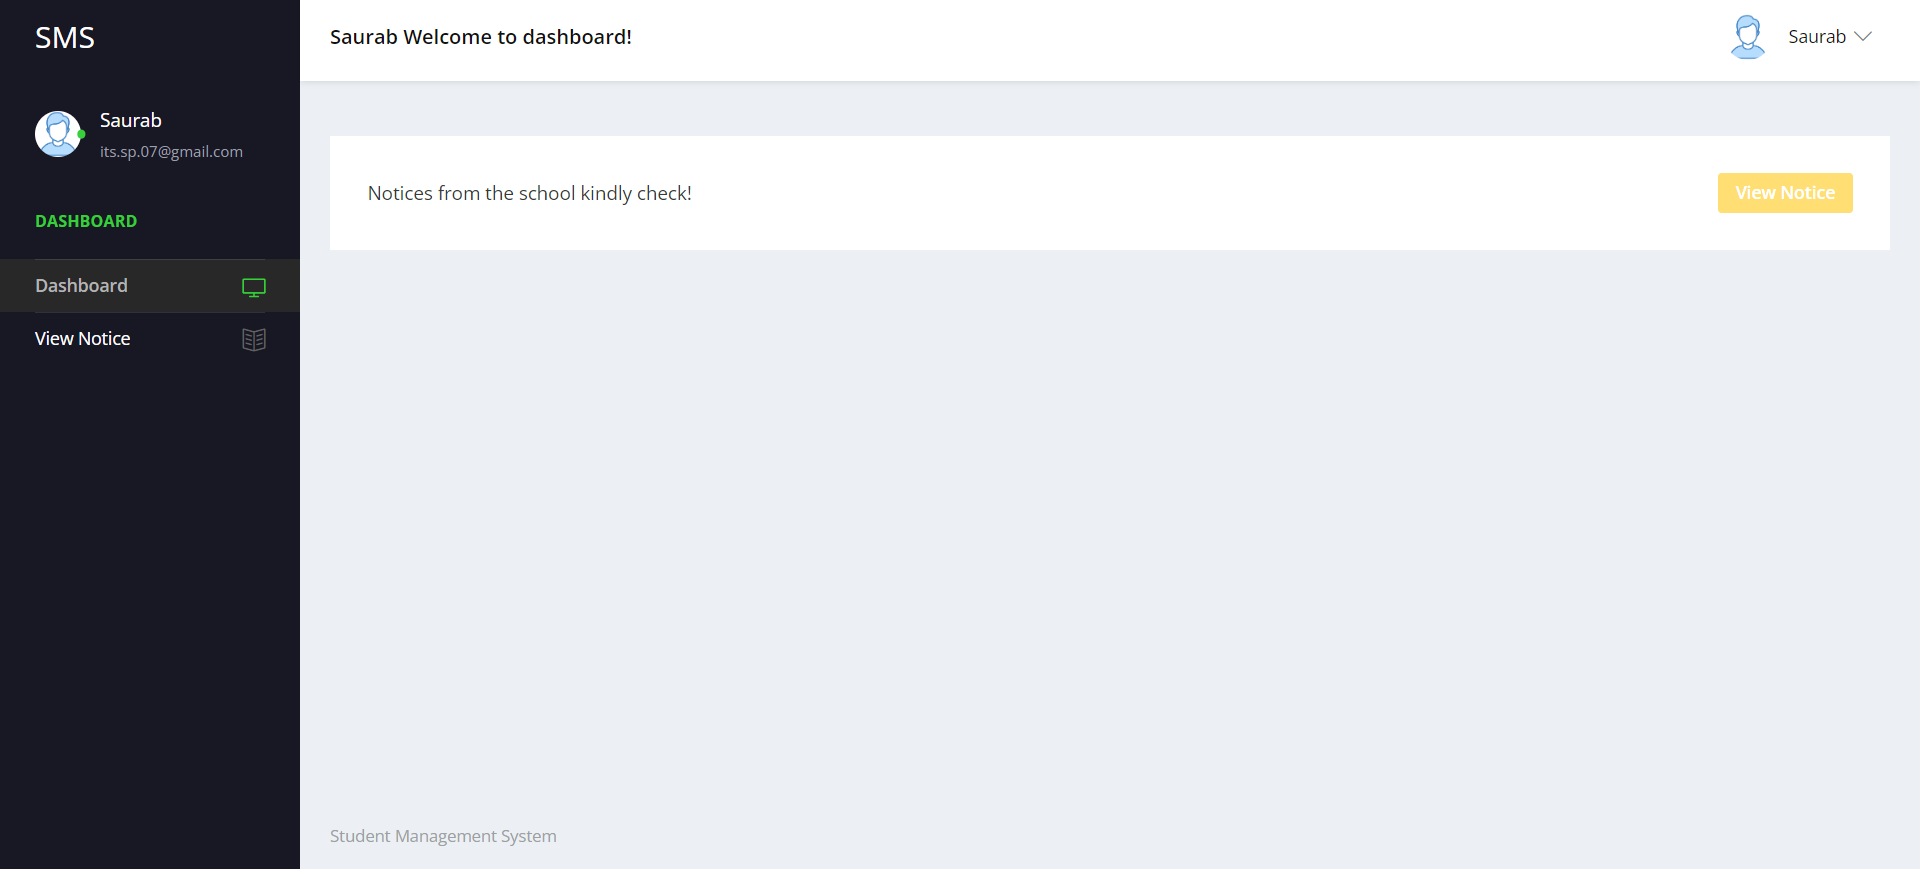 SMS
Saurab Welcome to dashboard!
Saurab
Saurab
its.sp.07@gmail.com
DASHBOARD
Dashboard
View Notice
Notices from the school kindly check!
View Notice
Student Management System